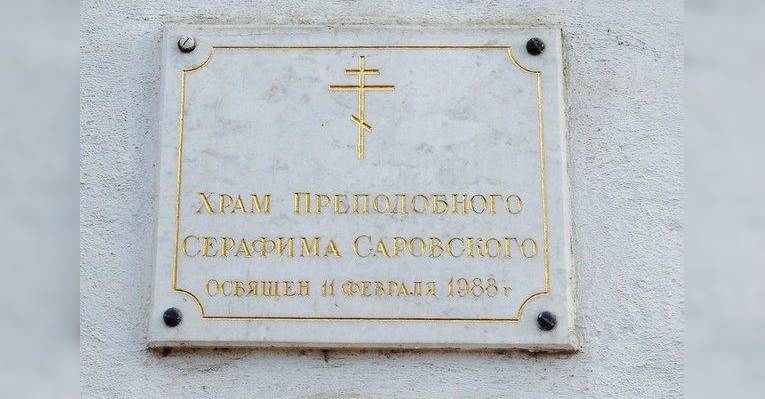 Храм Преподобного
Серафима Саровского
освящен 11 февраля 1988 г